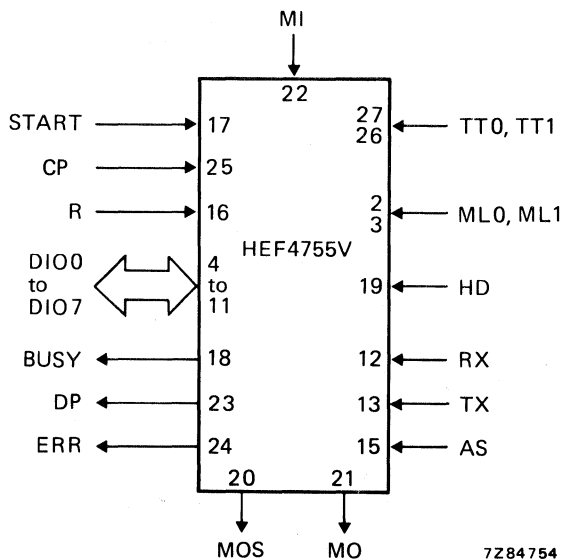 MI
22
START 17 27 TT0, TT1
26
CP 25
R 16 2 ML0, ML1
3
HEF4755V
DIO0 4
to to 19 HD
DIO7 11
BUSY 18 12 RX
DP 23 13 TX
ERR 24 15 AS
20 21
MOS MO
7Z84754